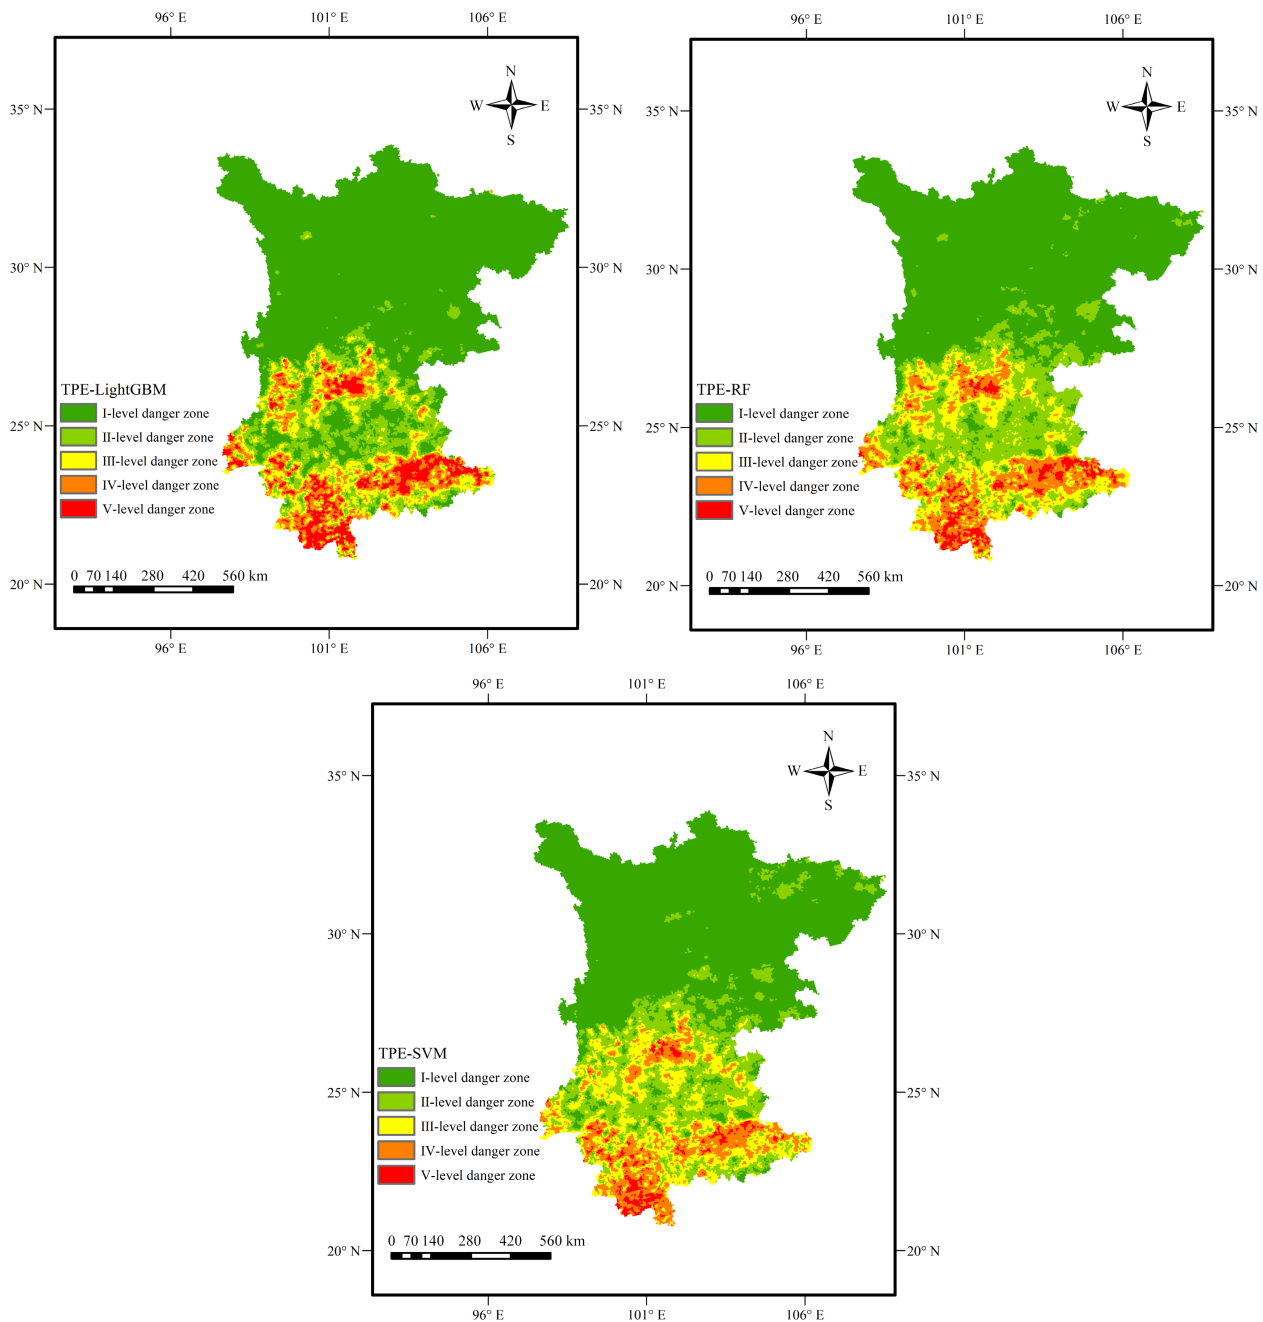 96° E 101° E 106° E
N
W E
S
35° N 35° N
30° N 30° N
25° N 25° N
20° N 20° N
TPE-LightGBM
I-level danger zone
II-level danger zone
III-level danger zone
IV-level danger zone
V-level danger zone
0 70 140 280 420 560 km
96° E 101° E 106° E
96° E 101° E 106° E
N
W E
S
35° N 35° N
30° N 30° N
25° N 25° N
20° N 20° N
TPE-RF
I-level danger zone
II-level danger zone
III-level danger zone
IV-level danger zone
V-level danger zone
0 70 140 280 420 560 km
96° E 101° E 106° E
96° E 101° E 106° E
N
W E
S
35° N 35° N
30° N 30° N
25° N 25° N
20° N 20° N
TPE-SVM
I-level danger zone
II-level danger zone
III-level danger zone
IV-level danger zone
V-level danger zone
0 70 140 280 420 560 km
96° E 101° E 106° E